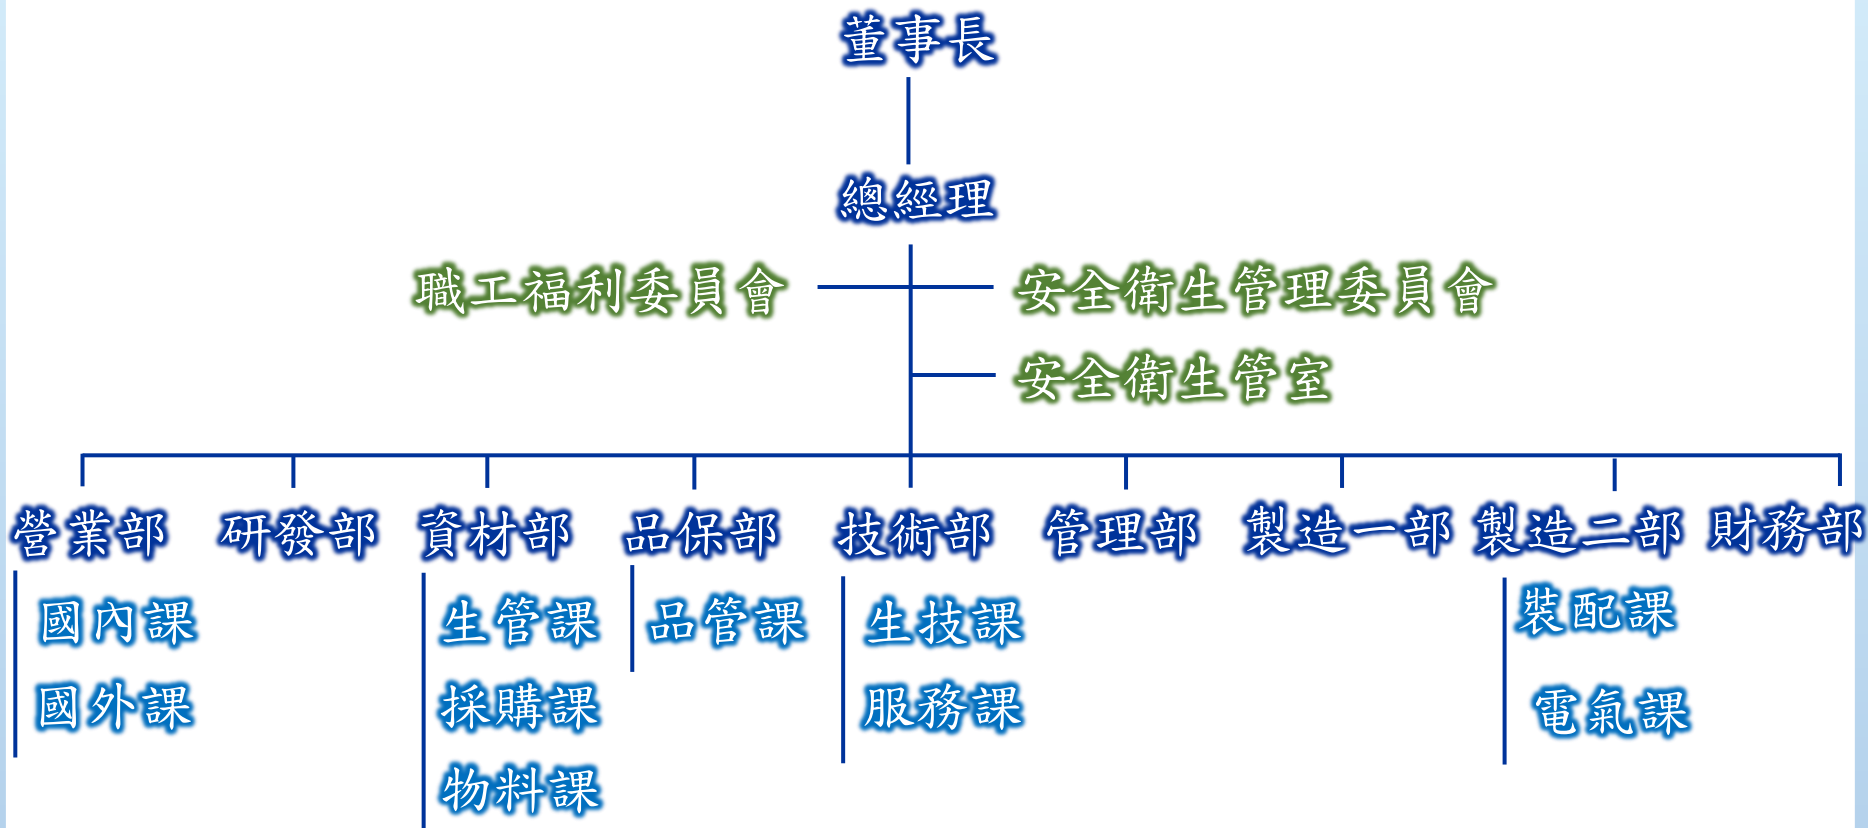 董事長
總經理
職工福利委員會 安全衛生管理委員會
安全衛生管室
營業部 研發部 資材部 品保部 技術部 管理部 製造一部 製造二部 財務部
國內課 生管課 品管課 生技課 裝配課
國外課 採購課 服務課 電氣課
物料課